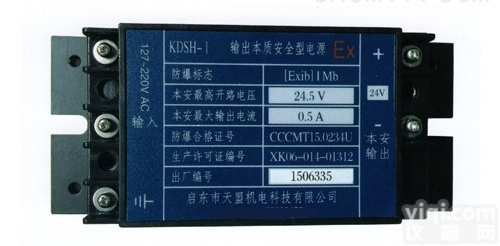 KDSH-1 输出本质安全型电源 Ex
防爆标志 [Exib]I Mb
本安最高开路电压 24.5 V
本安最大输出电流 0.5 A
防爆合格证号 CCCMT15.0234U
生产许可证编号 XK06-014-01312
出厂编号 1506335
启东市天盟机电科技有限公司
127~220V AC
输入
+
24V
-
本安
输出
yiqi.com